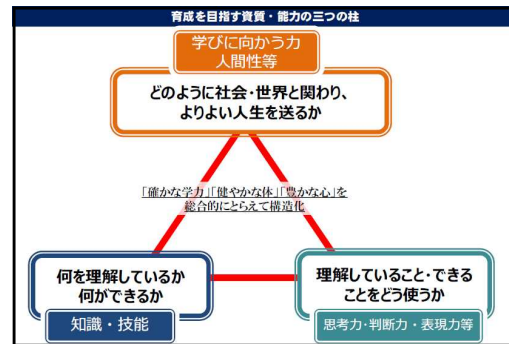 育成を目指す資質・能力の三つの柱
学びに向かう力
人間性等
どのように社会・世界と関わり、
よりよい人生を送るか
「確かな学力」「健やかな体」「豊かな心」を
総合的にとらえて構造化
何を理解しているか
何ができるか
知識・技能
理解していること・できる
ことをどう使うか
思考力・判断力・表現力等